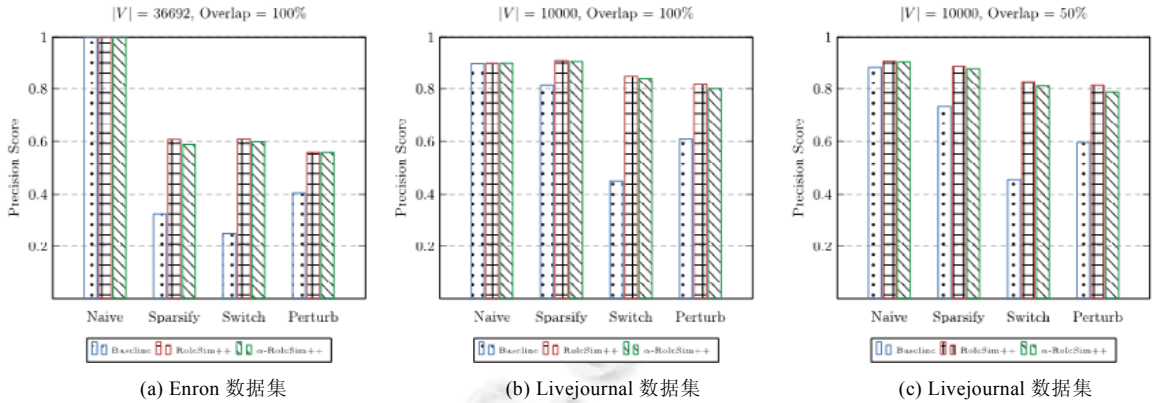 |V| = 36692, Overlap = 100%
1
0.8
0.6
0.4
0.2
Precision Score
Naive Sparsify Switch Perturb
Baseline RoleSim++ α-RoleSim++
(a) Enron 数据集
|V| = 10000, Overlap = 100%
1
0.8
0.6
0.4
0.2
Precision Score
Naive Sparsify Switch Perturb
Baseline RoleSim++ α-RoleSim++
(b) Livejournal 数据集
|V| = 10000, Overlap = 50%
1
0.8
0.6
0.4
0.2
Precision Score
Naive Sparsify Switch Perturb
Baseline RoleSim++ α-RoleSim++
(c) Livejournal 数据集